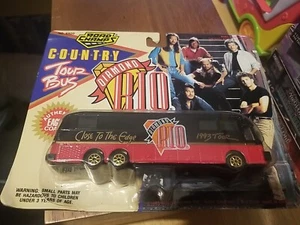 ROAD
CHAMPS
COUNTRY
TOUR
BUS
DIAMOND
RIO
AUTHENTIC
Close To The Edge
DIAMOND
RIO
1993 Tour
WARNING: SMALL PARTS MAY
BE HAZARDOUS TO CHILDREN
UNDER 3 YEARS OF AGE.